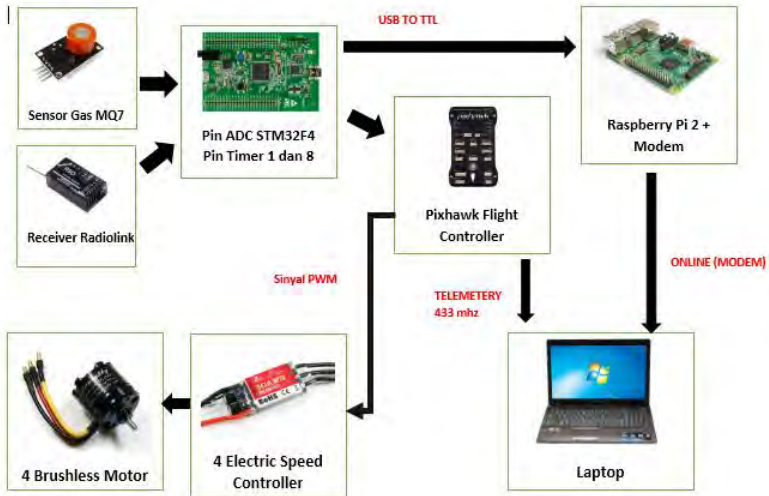 USB TO TTL
Sensor Gas MQ7
Pin ADC STM32F4
Pin Timer 1 dan 8
Raspberry Pi 2 +
Modem
Receiver Radiolink
pixhawk
Pixhawk Flight
Controller
Sinyal PWM
TELEMETERY
433 mhz
ONLINE (MODEM)
4 Brushless Motor
4 Electric Speed
Controller
Laptop